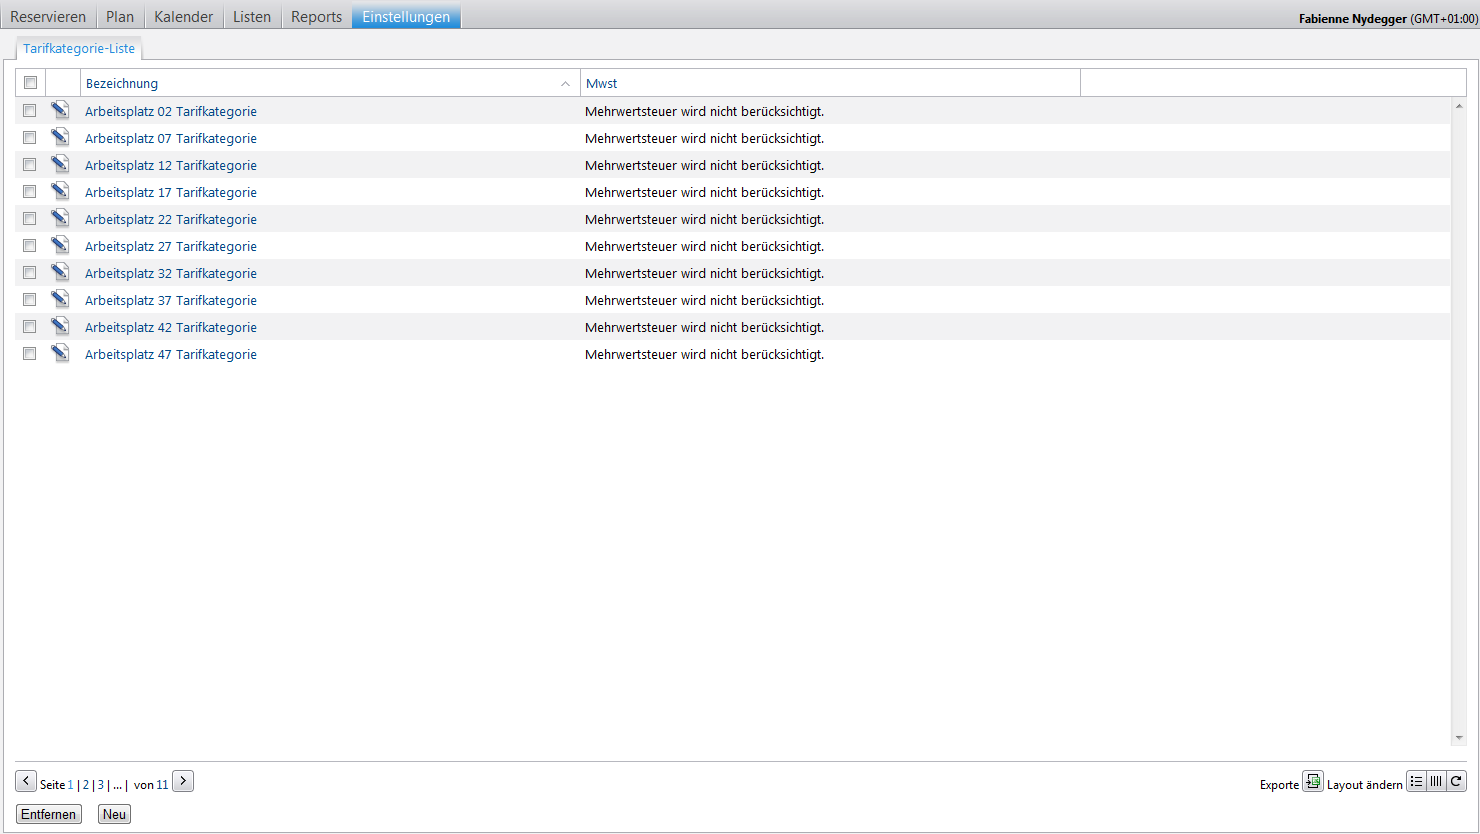 Reservieren Plan Kalender Listen Reports Einstellungen Fabienne Nydegger (GMT+01:00)
Tarifkategorie-Liste
Bezeichnung Mwst
Arbeitsplatz 02 Tarifkategorie Mehrwertsteuer wird nicht berücksichtigt.
Arbeitsplatz 07 Tarifkategorie Mehrwertsteuer wird nicht berücksichtigt.
Arbeitsplatz 12 Tarifkategorie Mehrwertsteuer wird nicht berücksichtigt.
Arbeitsplatz 17 Tarifkategorie Mehrwertsteuer wird nicht berücksichtigt.
Arbeitsplatz 22 Tarifkategorie Mehrwertsteuer wird nicht berücksichtigt.
Arbeitsplatz 27 Tarifkategorie Mehrwertsteuer wird nicht berücksichtigt.
Arbeitsplatz 32 Tarifkategorie Mehrwertsteuer wird nicht berücksichtigt.
Arbeitsplatz 37 Tarifkategorie Mehrwertsteuer wird nicht berücksichtigt.
Arbeitsplatz 42 Tarifkategorie Mehrwertsteuer wird nicht berücksichtigt.
Arbeitsplatz 47 Tarifkategorie Mehrwertsteuer wird nicht berücksichtigt.
Seite 1 | 2 | 3 | ... | von 11 Exporte Layout ändern
Entfernen Neu